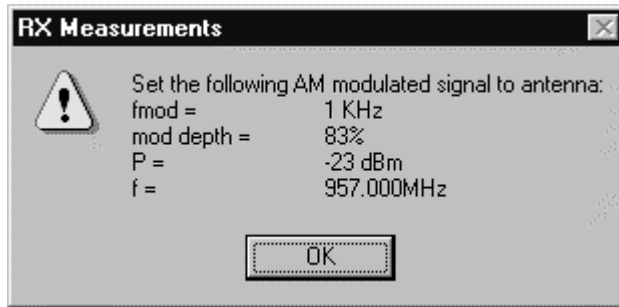 RX Measurements
Set the following AM modulated signal to antenna:
fmod = 1 KHz
mod depth = 83%
P = -23 dBm
f = 957.000MHz
OK